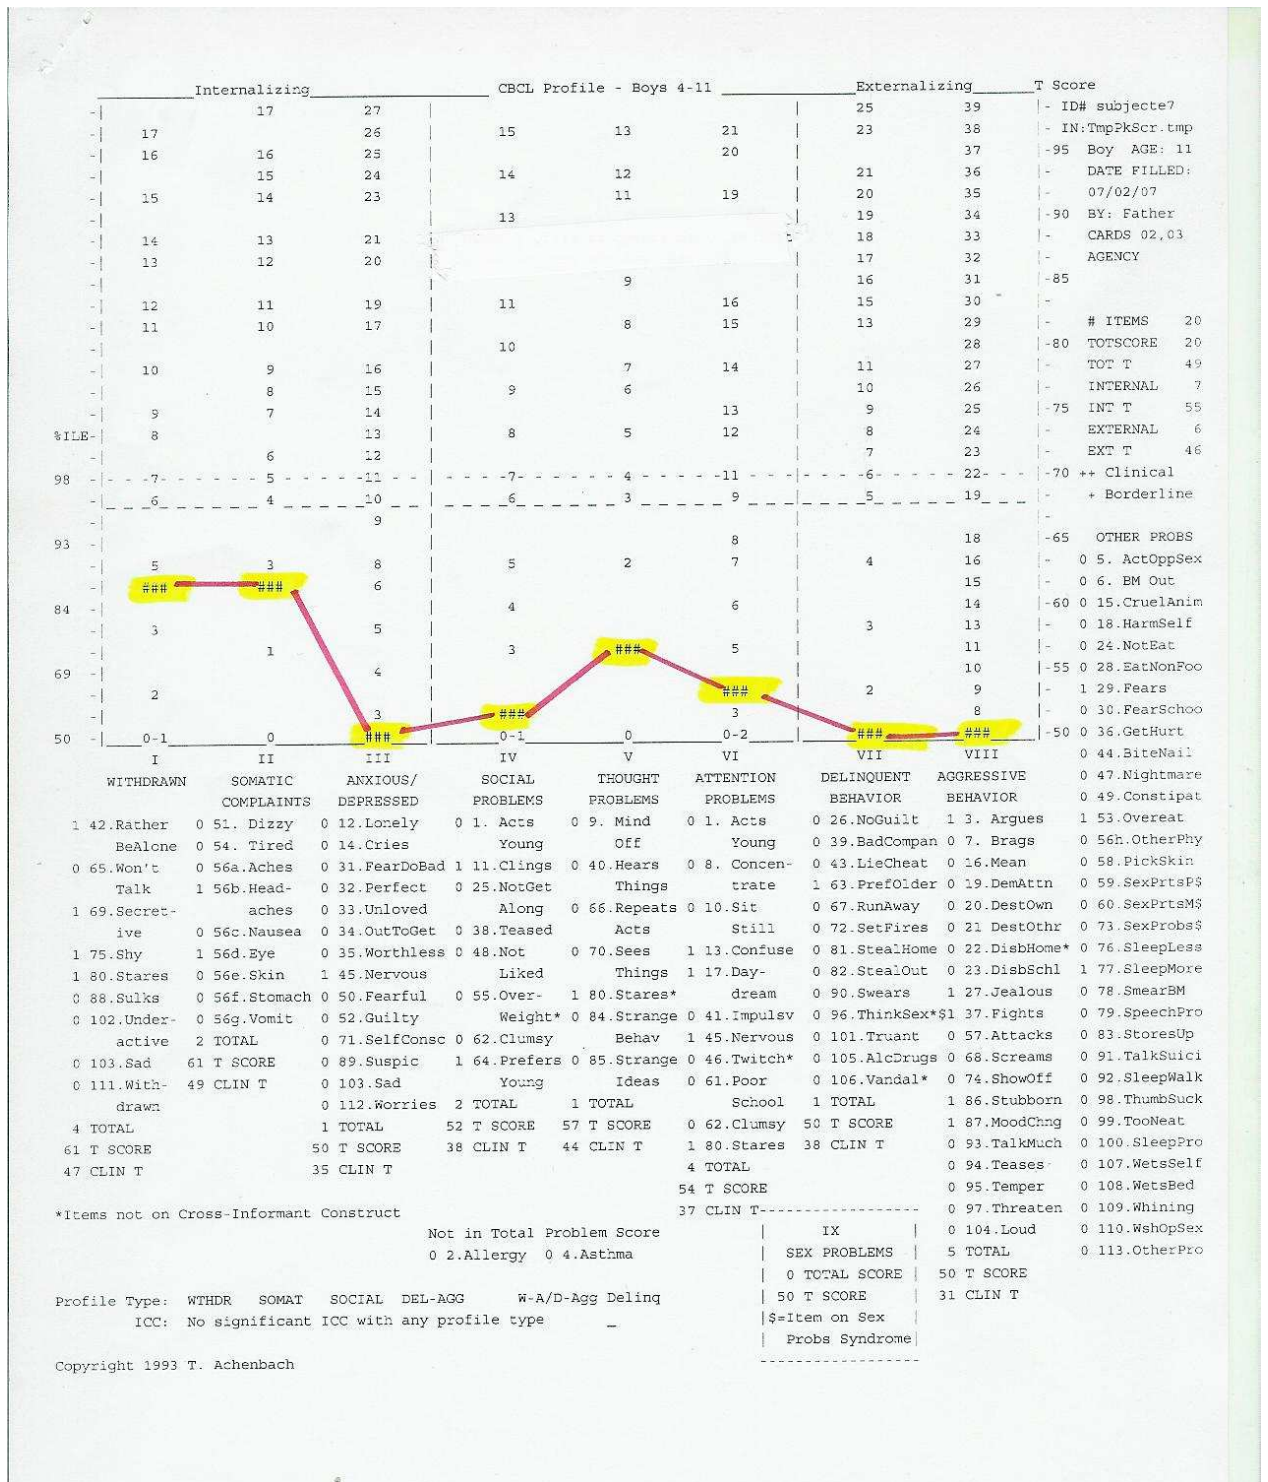 Internalizing CBCL Profile - Boys 4-11 Externalizing T Score
-| 17 27 | | 25 39 |- ID# subjecte7
-| 17 26 | 15 13 21 | 23 38 |- IN:TmpPkScr.tmp
-| 16 16 25 | 20 | 37 |-95 Boy AGE: 11
-| 15 24 | 14 12 | 21 36 |- DATE FILLED:
-| 15 14 23 | 11 19 | 20 35 |- 07/02/07
-| | 13 | 19 34 |-90 BY: Father
-| 14 13 21 | 18 33 |- CARDS 02,03
-| 13 12 20 | 17 32 |- AGENCY
-| | 9 | 16 31 |-85
-| 12 11 19 | 11 16 | 15 30 |-
-| 11 10 17 | 8 15 | 13 29 |- # ITEMS 20
-| | 10 | 28 |-80 TOTSCORE 20
-| 10 9 16 | 7 14 | 11 27 |- TOT T 49
-| 8 15 | 9 6 | 10 26 |- INTERNAL 7
-| 9 7 14 | 13 | 9 25 |-75 INT T 55
%ILE-| 8 13 | 8 5 12 | 8 24 |- EXTERNAL 6
6 12 | | 7 23 |- EXT T 46
98 -|- - -7- - - - - 5 - - - -11- - - - - -7- - - - - 4 - - - -11 - - - - -6- - - - 22- - - |-70 ++ Clinical
-|_ _ _6_ _ _ _ 4 _ _ _ _10 _ _ _ _ 6 _ _ _ _ 3 _ _ _ _ 9 _ _ _ _ 5 _ _ _ _ 19_ _ _ |- + Borderline
-| 9 | | |-
93 -| | 8 | 18 |-65 OTHER PROBS
-| 5 3 8 | 5 2 7 | 4 16 |- 0 5. ActOppSex
-| ### ### 6 | | 15 |- 0 6. BM Out
84 -| | 4 6 | 14 |-60 0 15.CruelAnim
-| 3 5 | | 3 13 |- 0 18.HarmSelf
-| 1 | 3 ### 5 | 11 |- 0 24.NotEat
69 -| 4 | | 10 |-55 0 28.EatNonFoo
-| 2 | ### | 2 9 |- 1 29.Fears
-| 3 | ### 3 | 8 |- 0 30.FearSchoo
50 -| 0-1 0 ### | 0-1 0 0-2 | ### ### |-50 0 36.GetHurt
I II III IV V VI VII VIII 0 44.BiteNail
WITHDRAWN SOMATIC ANXIOUS/ SOCIAL THOUGHT ATTENTION DELINQUENT AGGRESSIVE 0 47.Nightmare
COMPLAINTS DEPRESSED PROBLEMS PROBLEMS PROBLEMS BEHAVIOR BEHAVIOR 0 49.Constipat
1 42.Rather 0 51. Dizzy 0 12.Lonely 0 1. Acts 0 9. Mind 0 1. Acts 0 26.NoGuilt 1 3. Argues 1 53.Overeat
BeAlone 0 54. Tired 0 14.Cries Young Off Young 0 39.BadCompan 0 7. Brags 0 56h.OtherPhy
0 65.Won't 0 56a.Aches 0 31.FearDoBad 1 11.Clings 0 40.Hears 0 8. Concen- 0 43.LieCheat 0 16.Mean 0 58.PickSkin
Talk 1 56b.Head- 0 32.Perfect 0 25.NotGet Things trate 1 63.PrefOlder 0 19.DemAttn 0 59.SexPrtsP$
1 69.Secret- aches 0 33.Unloved Along 0 66.Repeats 0 10.Sit 0 67.RunAway 0 20.DestOwn 0 60.SexPrtsM$
ive 0 56c.Nausea 0 34.OutToGet 0 38.Teased Acts Still 0 72.SetFires 0 21 DestOthr 0 73.SexProbs$
1 75.Shy 1 56d.Eye 0 35.Worthless 0 48.Not 0 70.Sees 1 13.Confuse 0 81.StealHome 0 22.DisbHome* 0 76.SleepLess
1 80.Stares 0 56e.Skin 1 45.Nervous Liked Things 1 17.Day- 0 82.StealOut 0 23.DisbSchl 1 77.SleepMore
0 88.Sulks 0 56f.Stomach 0 50.Fearful 0 55.Over- 1 80.Stares* dream 0 90.Swears 1 27.Jealous 0 78.SmearBM
0 102.Under- 0 56g.Vomit 0 52.Guilty Weight* 0 84.Strange 0 41.Impulsv 0 96.ThinkSex*$ 1 37.Fights 0 79.SpeechPro
active 2 TOTAL 0 71.SelfConsc 0 62.Clumsy Behav 1 45.Nervous 0 101.Truant 0 57.Attacks 0 83.StoresUp
0 103.Sad 61 T SCORE 0 89.Suspic 1 64.Prefers 0 85.Strange 0 46.Twitch* 0 105.AlcDrugs 0 68.Screams 0 91.TalkSuici
0 111.With- 49 CLIN T 0 103.Sad Young Ideas 0 61.Poor 0 106.Vandal* 0 74.ShowOff 0 92.SleepWalk
drawn 0 112.Worries 2 TOTAL 1 TOTAL School 1 TOTAL 1 86.Stubborn 0 98.ThumbSuck
4 TOTAL 1 TOTAL 52 T SCORE 57 T SCORE 0 62.Clumsy 50 T SCORE 1 87.MoodChng 0 99.TooNeat
61 T SCORE 50 T SCORE 38 CLIN T 44 CLIN T 1 80.Stares 38 CLIN T 0 93.TalkMuch 0 100.SleepPro
47 CLIN T 35 CLIN T 4 TOTAL 0 94.Teases 0 107.WetsSelf
54 T SCORE 0 95.Temper 0 108.WetsBed
*Items not on Cross-Informant Construct 37 CLIN T 0 97.Threaten 0 109.Whining
Not in Total Problem Score IX 0 104.Loud 0 110.WshOpSex
0 2.Allergy 0 4.Asthma SEX PROBLEMS 5 TOTAL 0 113.OtherPro
0 TOTAL SCORE 50 T SCORE
Profile Type: WTHDR SOMAT SOCIAL DEL-AGG W-A/D-Agg Delinq 50 T SCORE 31 CLIN T
ICC: No significant ICC with any profile type $=Item on Sex
Probs Syndrome
Copyright 1993 T. Achenbach